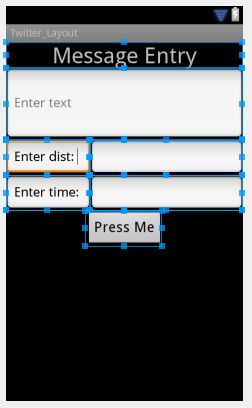 Twitter_Layout
Message Entry
Enter text
Enter dist:
Enter time:
Press Me